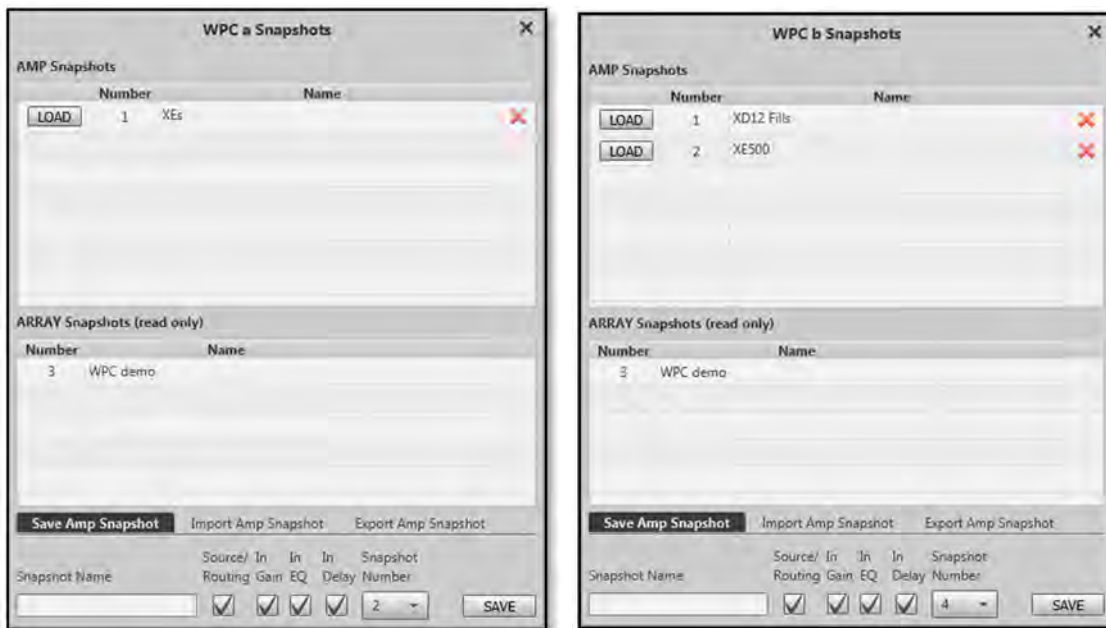 WPC a Snapshots
AMP Snapshots
Number Name
LOAD 1 XEs
ARRAY Snapshots (read only)
Number Name
3 WPC demo
Save Amp Snapshot Import Amp Snapshot Export Amp Snapshot
Source/ In In In Snapshot
Snapshot Name Routing Gain EQ Delay Number
2 SAVE
WPC b Snapshots
AMP Snapshots
Number Name
LOAD 1 XD12 Fills
LOAD 2 XE500
ARRAY Snapshots (read only)
Number Name
3 WPC demo
Save Amp Snapshot Import Amp Snapshot Export Amp Snapshot
Source/ In In In Snapshot
Snapshot Name Routing Gain EQ Delay Number
4 SAVE